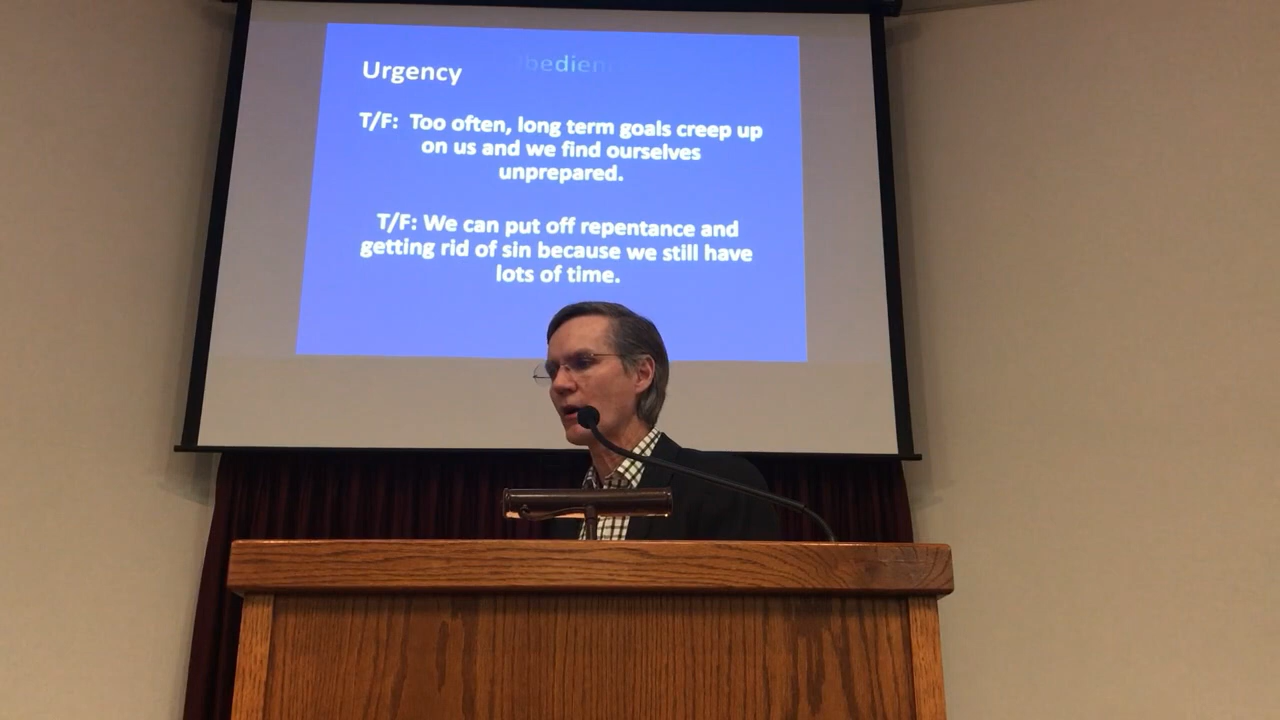 Urgency
T/F: Too often, long term goals creep up
on us and we find ourselves
unprepared.
T/F: We can put off repentance and
getting rid of sin because we still have
lots of time.